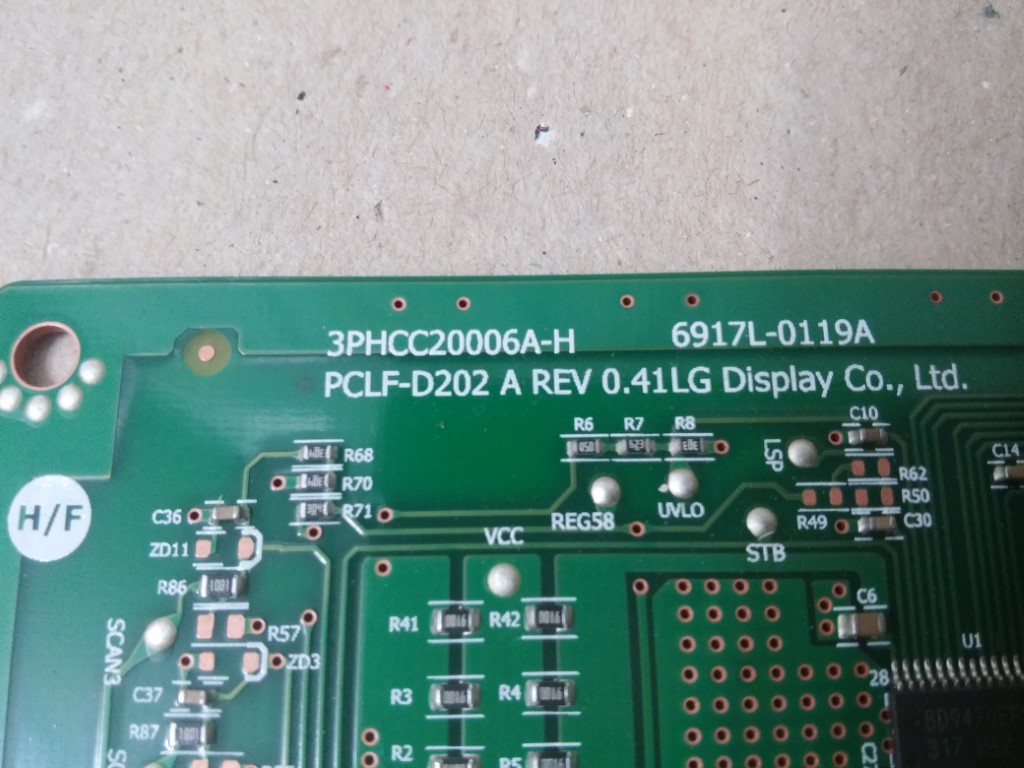 3PHCC20006A-H 6917L-0119A
PCLF-D202 A REV 0.41LG Display Co., Ltd.
R6 R7 R8 C10
LSP
R68
R62
C14
R70
R50
H/F
C36
R71
REG58
UVLO
R49
C30
VCC
STB
ZD11
R86
C6
R41
R42
SCAN3
R57
U1
ZD3
28
C37
R3
R4
R87
R2
R5